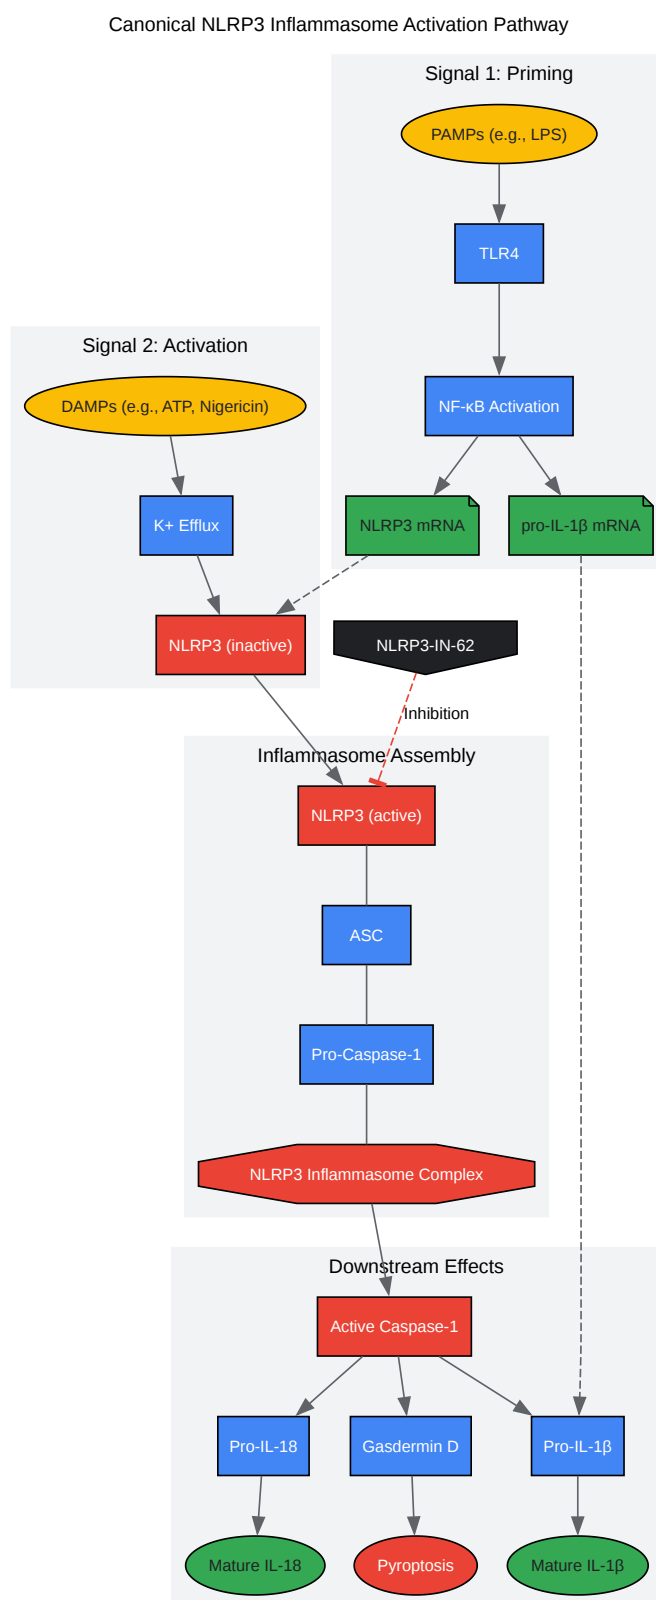 Canonical NLRP3 Inflammasome Activation Pathway
Signal 1: Priming
PAMPs (e.g., LPS)
TLR4
Signal 2: Activation
DAMPs (e.g., ATP, Nigericin)
NF-κB Activation
K+ Efflux
NLRP3 mRNA
pro-IL-1β mRNA
NLRP3 (inactive)
NLRP3-IN-62
Inhibition
Inflammasome Assembly
NLRP3 (active)
ASC
Pro-Caspase-1
NLRP3 Inflammasome Complex
Downstream Effects
Active Caspase-1
Pro-IL-18
Gasdermin D
Pro-IL-1β
Mature IL-18
Pyroptosis
Mature IL-1β